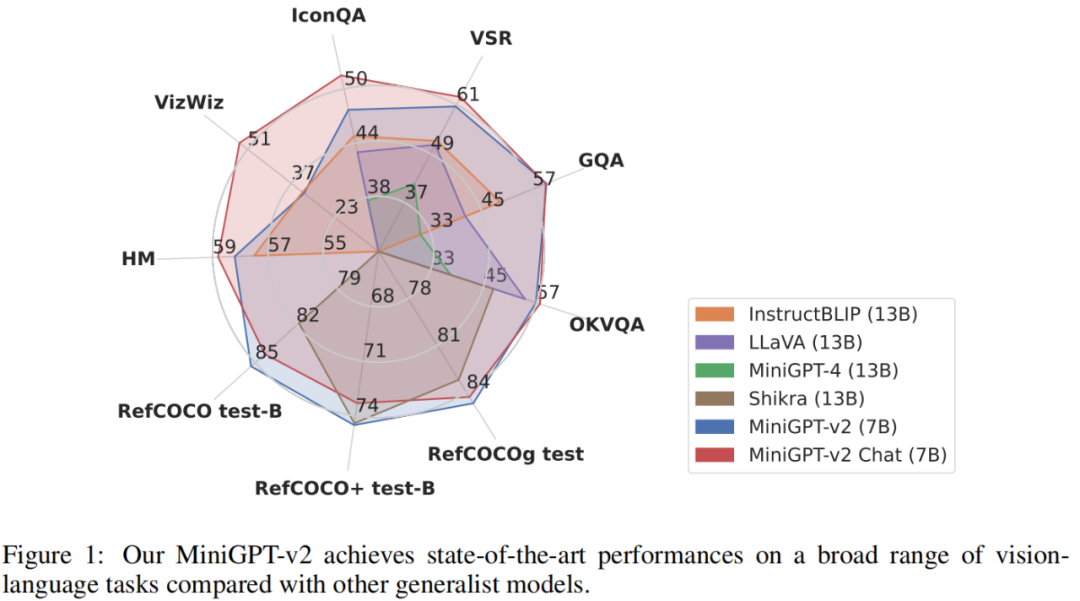 IconQA
VSR
50
61
VizWiz
51
44
49
GQA
37
38
37
57
45
23
33
HM
59
57
55
33
45
79
78
57
68
OKVQA
82
81
InstructBLIP (13B)
LLaVA (13B)
MiniGPT-4 (13B)
Shikra (13B)
MiniGPT-v2 (7B)
MiniGPT-v2 Chat (7B)
85
71
84
RefCOCO test-B
74
RefCOCOg test
RefCOCO+ test-B
Figure 1: Our MiniGPT-v2 achieves state-of-the-art performances on a broad range of vision-
language tasks compared with other generalist models.